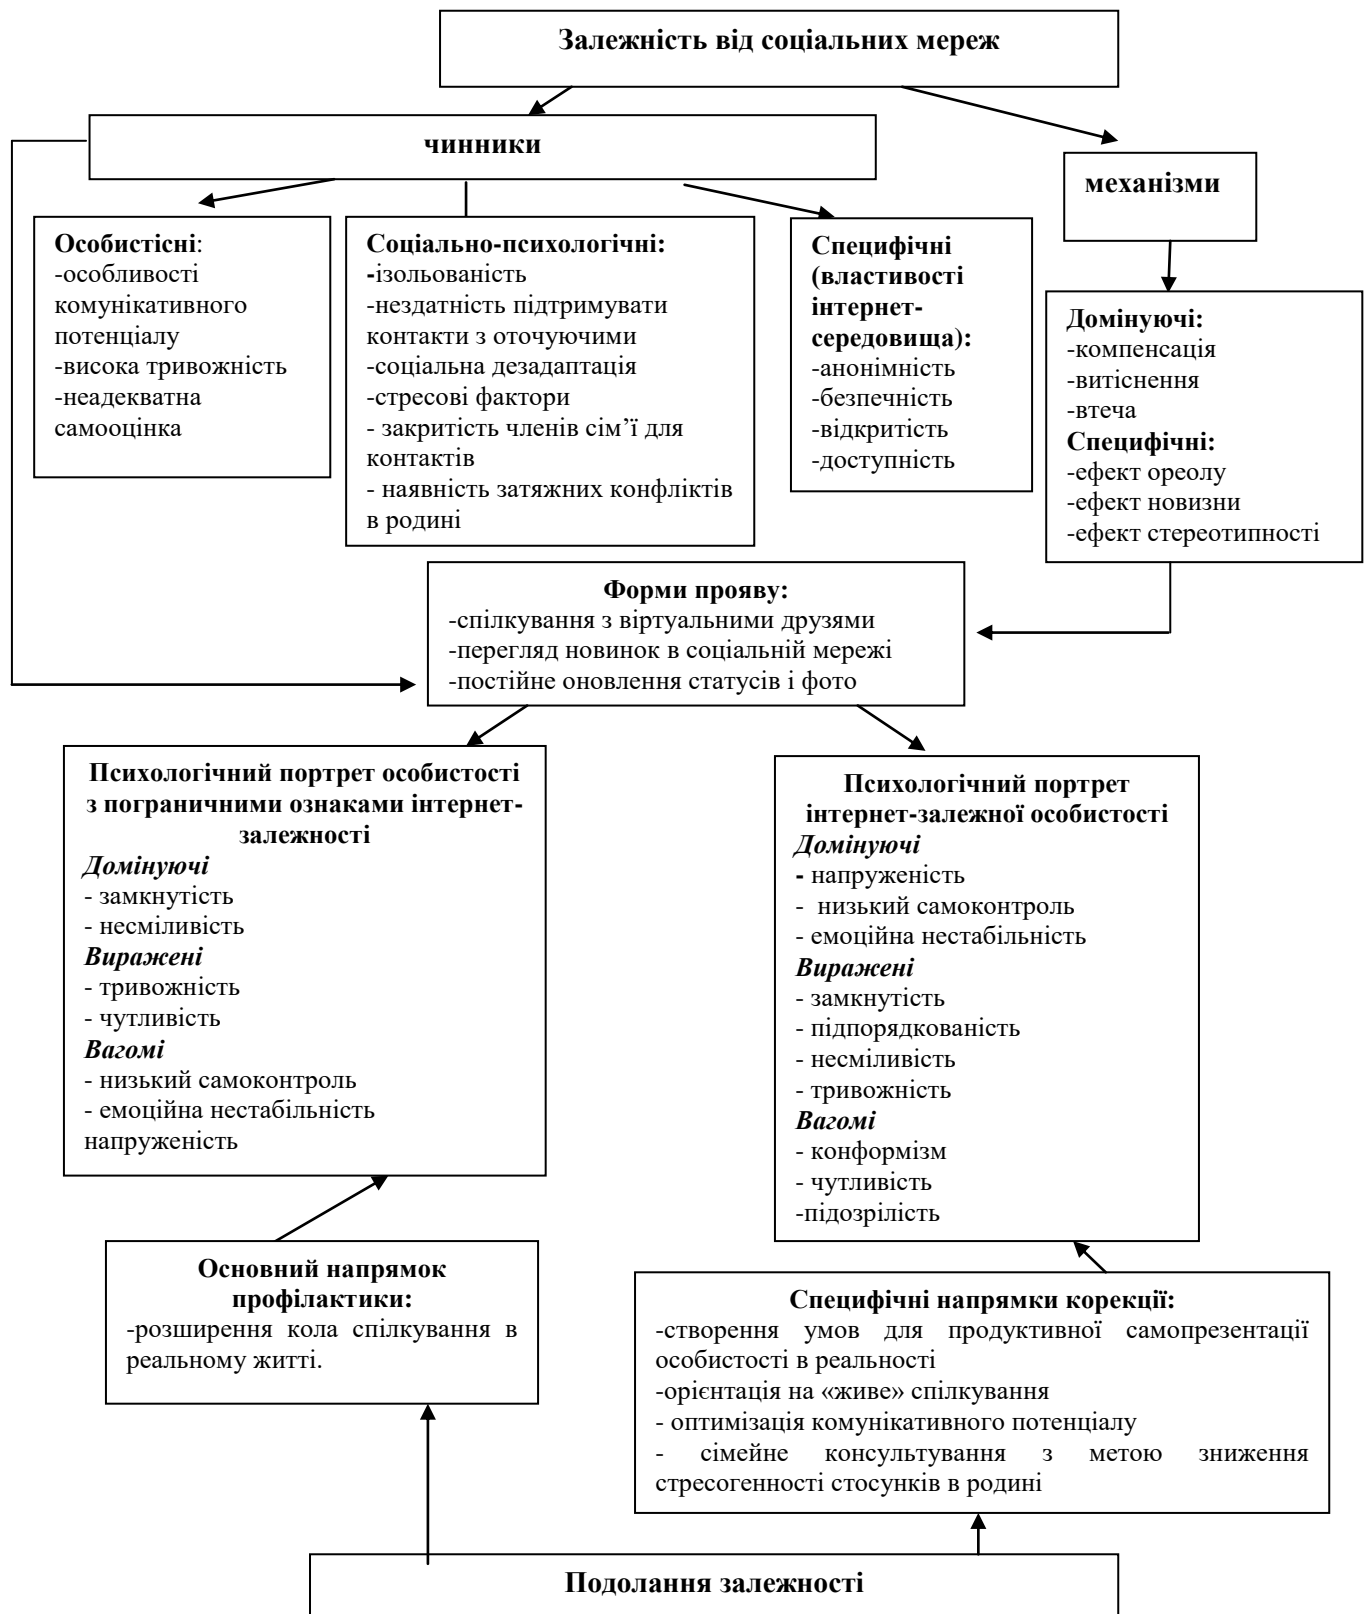 Залежність від соціальних мереж
чинники
механізми
Особистісні:
-особливості
комунікативного
потенціалу
-висока тривожність
-неадекватна
самооцінка
Соціально-психологічні:
-ізольованість
-нездатність підтримувати
контакти з оточуючими
-соціальна дезадаптація
-стресові фактори
- закритість членів сім’ї для
контактів
- наявність затяжних конфліктів
в родині
Специфічні
(властивості
інтернет-
середовища):
-анонімність
-безпечність
-відкритість
-доступність
Домінуючі:
-компенсація
-витіснення
-втеча
Специфічні:
-ефект ореолу
-ефект новизни
-ефект стереотипності
Форми прояву:
-спілкування з віртуальними друзями
-перегляд новинок в соціальній мережі
-постійне оновлення статусів і фото
Психологічний портрет особистості
з пограничними ознаками інтернет-
залежності
Домінуючі
- замкнутість
- несміливість
Виражені
- тривожність
- чутливість
Вагомі
- низький самоконтроль
- емоційна нестабільність
напруженість
Психологічний портрет
інтернет-залежної особистості
Домінуючі
- напруженість
- низький самоконтроль
- емоційна нестабільність
Виражені
- замкнутість
- підпорядкованість
- несміливість
- тривожність
Вагомі
- конформізм
- чутливість
-підозрілість
Основний напрямок
профілактики:
-розширення кола спілкування в
реальному житті.
Специфічні напрямки корекції:
-створення умов для продуктивної самопрезентації
особистості в реальності
-орієнтація на «живе» спілкування
- оптимізація комунікативного потенціалу
- сімейне консультування з метою зниження
стресогенності стосунків в родині
Подолання залежності